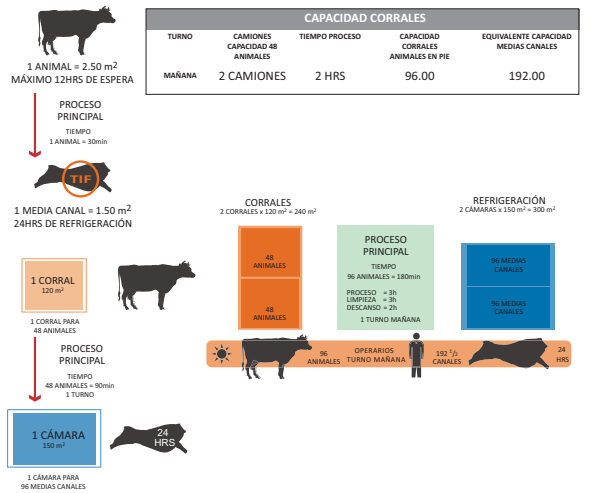 CAPACIDAD CORRALES
TURNO
CAMIONES
CAPACIDAD 48
ANIMALES
TIEMPO PROCESO
CAPACIDAD
CORRALES
ANIMALES EN PIE
EQUIVALENTE CAPACIDAD
MEDIAS CANALES
MAÑANA
2 CAMIONES
2 HRS
96.00
192.00
1 ANIMAL = 2.50 m²
MÁXIMO 12HRS DE ESPERA
PROCESO
PRINCIPAL
TIEMPO
1 ANIMAL = 30min
TIF
1 MEDIA CANAL = 1.50 m²
24HRS DE REFRIGERACIÓN
1 CORRAL
120 m²
1 CORRAL PARA
48 ANIMALES
PROCESO
PRINCIPAL
TIEMPO
48 ANIMALES = 90min
1 TURNO
1 CÁMARA
150 m²
24
HRS
1 CÁMARA PARA
96 MEDIAS CANALES
CORRALES
2 CORRALES x 120 m² = 240 m²
48
ANIMALES
48
ANIMALES
PROCESO
PRINCIPAL
TIEMPO
96 ANIMALES = 180min
PROCESO = 3h
LIMPIEZA = 3h
DESCANSO = 2h
1 TURNO MAÑANA
REFRIGERACIÓN
2 CÁMARAS x 150 m² = 300 m²
96 MEDIAS
CANALES
96 MEDIAS
CANALES
96
ANIMALES
OPERARIOS
TURNO MAÑANA
192 ½
CANALES
24
HRS